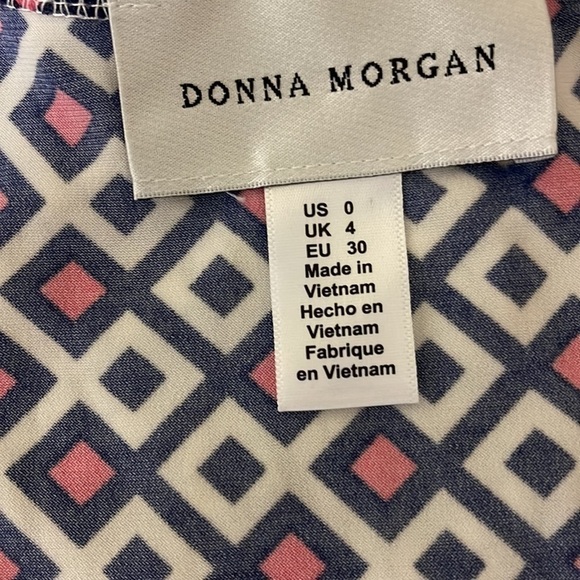 DONNA MORGAN
US 0
UK 4
EU 30
Made in
Vietnam
Hecho en
Vietnam
Fabrique
en Vietnam